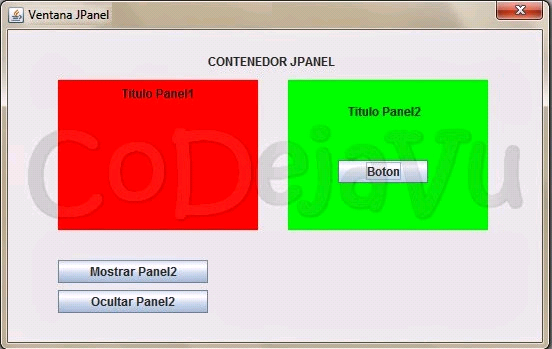 Ventana JPanel
CONTENEDOR JPANEL
Titulo Panel1
Titulo Panel2
CoDejaVu
Boton
Mostrar Panel2
Ocultar Panel2